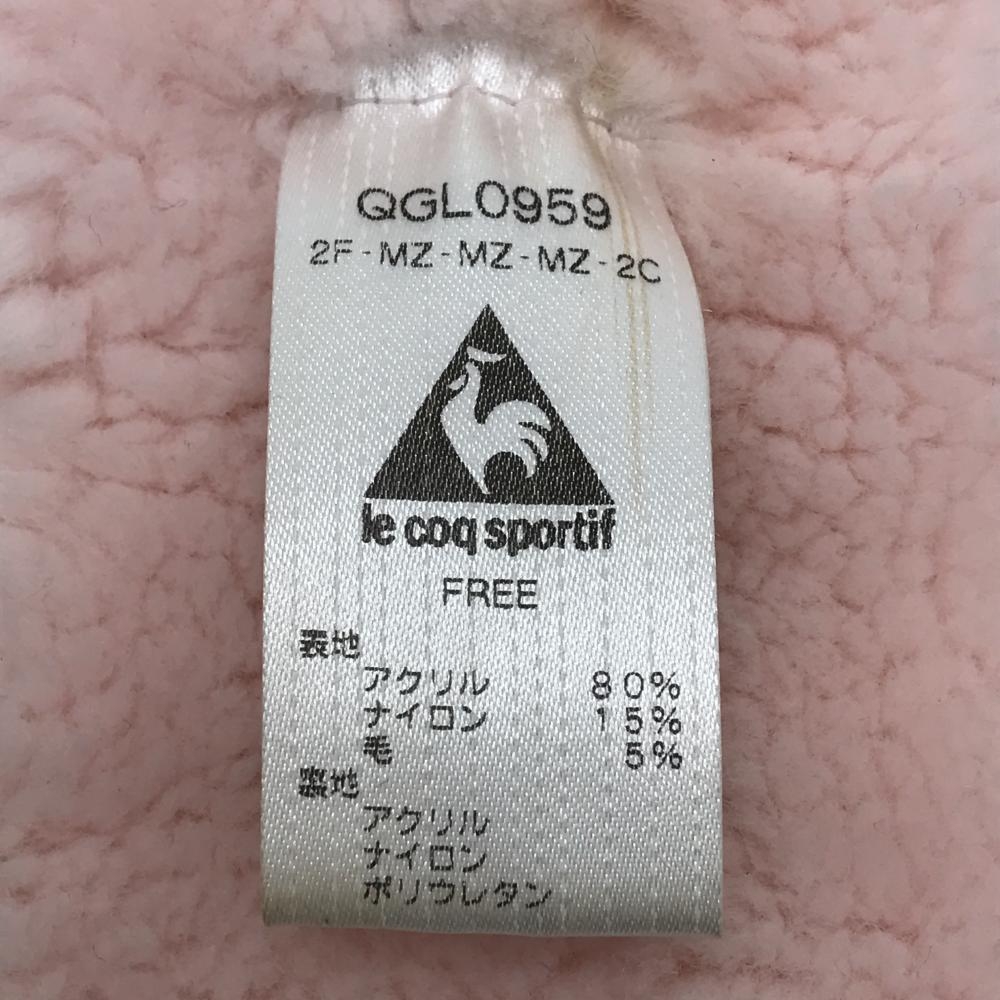 QGL0959
2F-MZ-MZ-MZ-2C
le coq sportif
FREE
表地
アクリル 80%
ナイロン 15%
毛 5%
裏地
アクリル
ナイロン
ポリウレタン